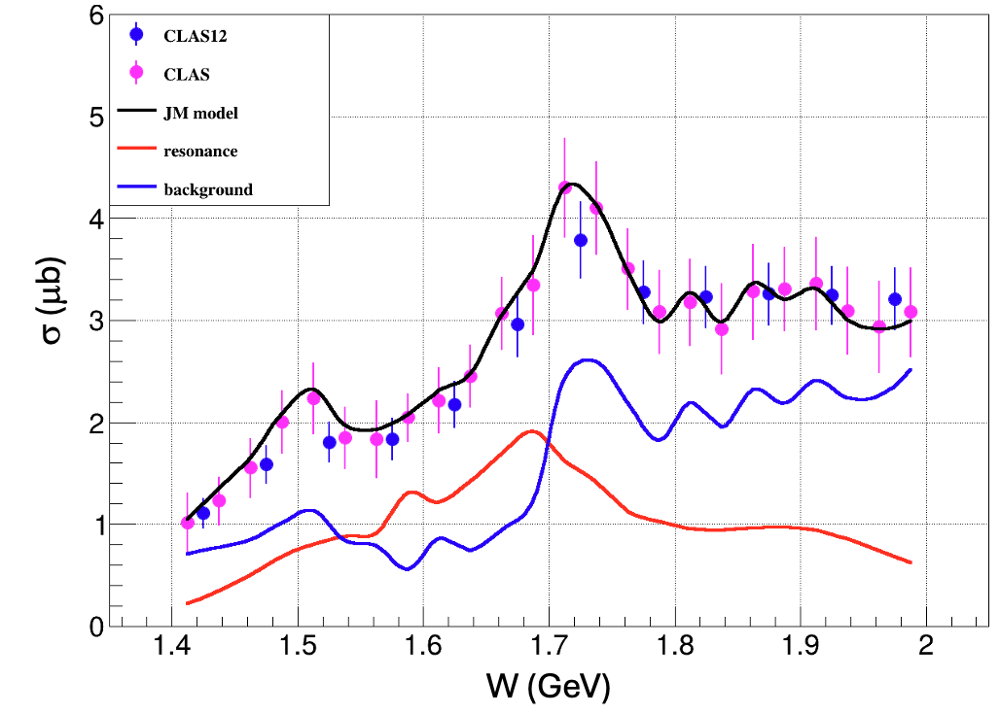 CLAS12
CLAS
JM model
resonance
background
6
5
4
3
2
1
0
σ (μb)
1.4 1.5 1.6 1.7 1.8 1.9 2
W (GeV)